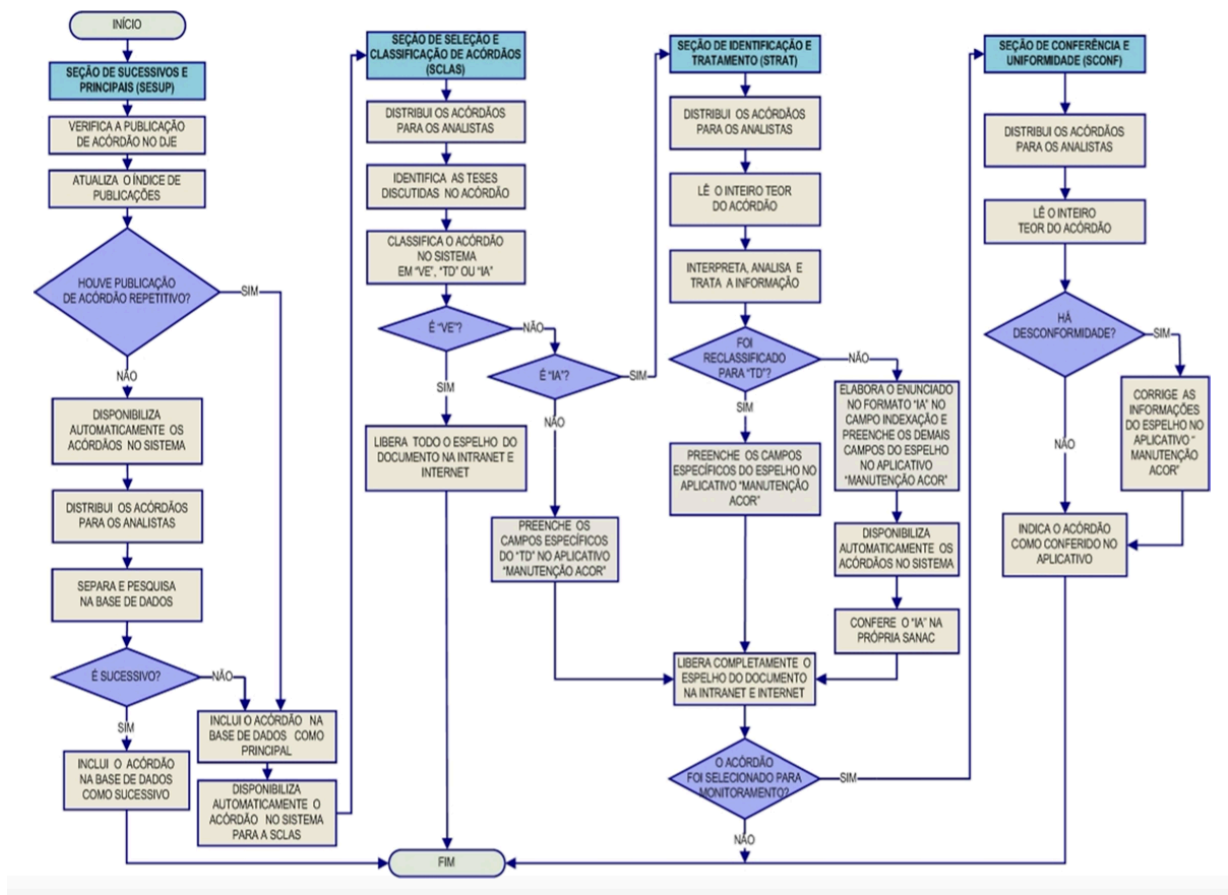 INÍCIO
SEÇÃO DE SUCESSIVOS E
PRINCIPAIS (SESUP)
VERIFICA A PUBLICAÇÃO
DE ACÓRDÃO NO DJE
ATUALIZA O ÍNDICE DE
PUBLICAÇÕES
HOUVE PUBLICAÇÃO
DE ACÓRDÃO REPETITIVO?
SIM
NÃO
DISPONIBILIZA
AUTOMATICAMENTE OS
ACÓRDÃOS NO SISTEMA
DISTRIBUI OS ACÓRDÃOS
PARA OS ANALISTAS
SEPARA E PESQUISA
NA BASE DE DADOS
É SUCESSIVO?
NÃO
SIM
INCLUI O ACÓRDÃO
NA BASE DE DADOS
COMO SUCESSIVO
INCLUI O ACÓRDÃO NA
BASE DE DADOS COMO
PRINCIPAL
DISPONIBILIZA
AUTOMATICAMENTE O
ACÓRDÃO NO SISTEMA
PARA A SCLAS
SEÇÃO DE SELEÇÃO E
CLASSIFICAÇÃO DE ACÓRDÃOS
(SCLAS)
DISTRIBUI OS ACÓRDÃOS
PARA OS ANALISTAS
IDENTIFICA AS TESES
DISCUTIDAS NO ACÓRDÃO
CLASSIFICA O ACÓRDÃO
NO SISTEMA
EM “VE”, “TD” OU “IA”
É “VE”?
NÃO
SIM
É “IA”?
SIM
NÃO
LIBERA TODO O ESPELHO DO
DOCUMENTO NA INTRANET E
INTERNET
PREENCHE OS
CAMPOS ESPECÍFICOS
DO “TD” NO APLICATIVO
“MANUTENÇÃO ACOR”
SEÇÃO DE IDENTIFICAÇÃO E
TRATAMENTO (STRAT)
DISTRIBUI OS ACÓRDÃOS
PARA OS ANALISTAS
LÊ O INTEIRO TEOR
DO ACÓRDÃO
INTERPRETA, ANALISA E
TRATA A INFORMAÇÃO
FOI
RECLASSIFICADO
PARA “TD”?
NÃO
SIM
PREENCHE OS CAMPOS
ESPECÍFICOS DO ESPELHO NO
APLICATIVO “MANUTENÇÃO
ACOR”
ELABORA O ENUNCIADO
NO FORMATO “IA” NO
CAMPO INDEXAÇÃO E
PREENCHE OS DEMAIS
CAMPOS DO ESPELHO
NO APLICATIVO
“MANUTENÇÃO ACOR”
DISPONIBILIZA
AUTOMATICAMENTE OS
ACÓRDÃOS NO SISTEMA
CONFERE O “IA” NA
PRÓPRIA SANAC
LIBERA COMPLETAMENTE O
ESPELHO DO DOCUMENTO
NA INTRANET E INTERNET
O ACÓRDÃO
FOI SELECIONADO PARA
MONITORAMENTO?
SIM
NÃO
SEÇÃO DE CONFERÊNCIA E
UNIFORMIDADE (SCONF)
DISTRIBUI OS ACÓRDÃOS
PARA OS ANALISTAS
LÊ O INTEIRO
TEOR DO ACÓRDÃO
HÁ
DESCONFORMIDADE?
SIM
NÃO
CORRIGE AS
INFORMAÇÕES
DO ESPELHO NO
APLICATIVO “
MANUTENÇÃO
ACOR”
INDICA O ACÓRDÃO
COMO CONFERIDO NO
APLICATIVO
FIM